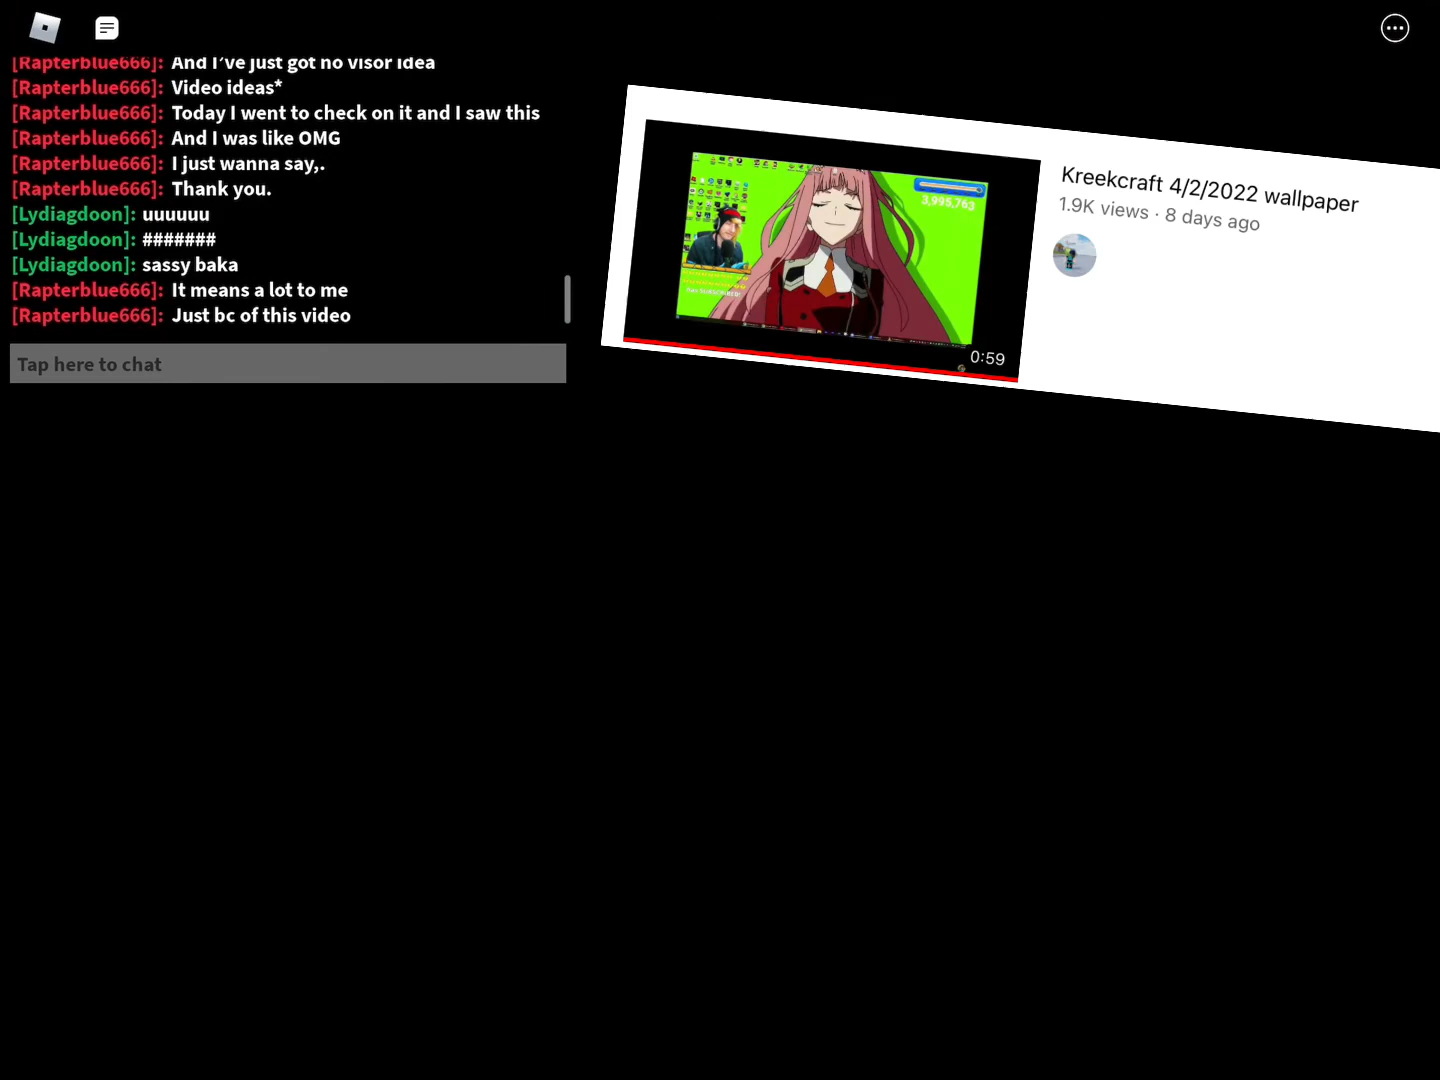 [Rapterblue666]: And I've just got no visor idea
[Rapterblue666]: Video ideas*
[Rapterblue666]: Today I went to check on it and I saw this
[Rapterblue666]: And I was like OMG
[Rapterblue666]: I just wanna say,.
[Rapterblue666]: Thank you.
[Lydiagdoon]: uuuuuu
[Lydiagdoon]: #######
[Lydiagdoon]: sassy baka
[Rapterblue666]: It means a lot to me
[Rapterblue666]: Just bc of this video
Tap here to chat
3,995,763
0:59
Kreekcraft 4/2/2022 wallpaper
1.9K views · 8 days ago